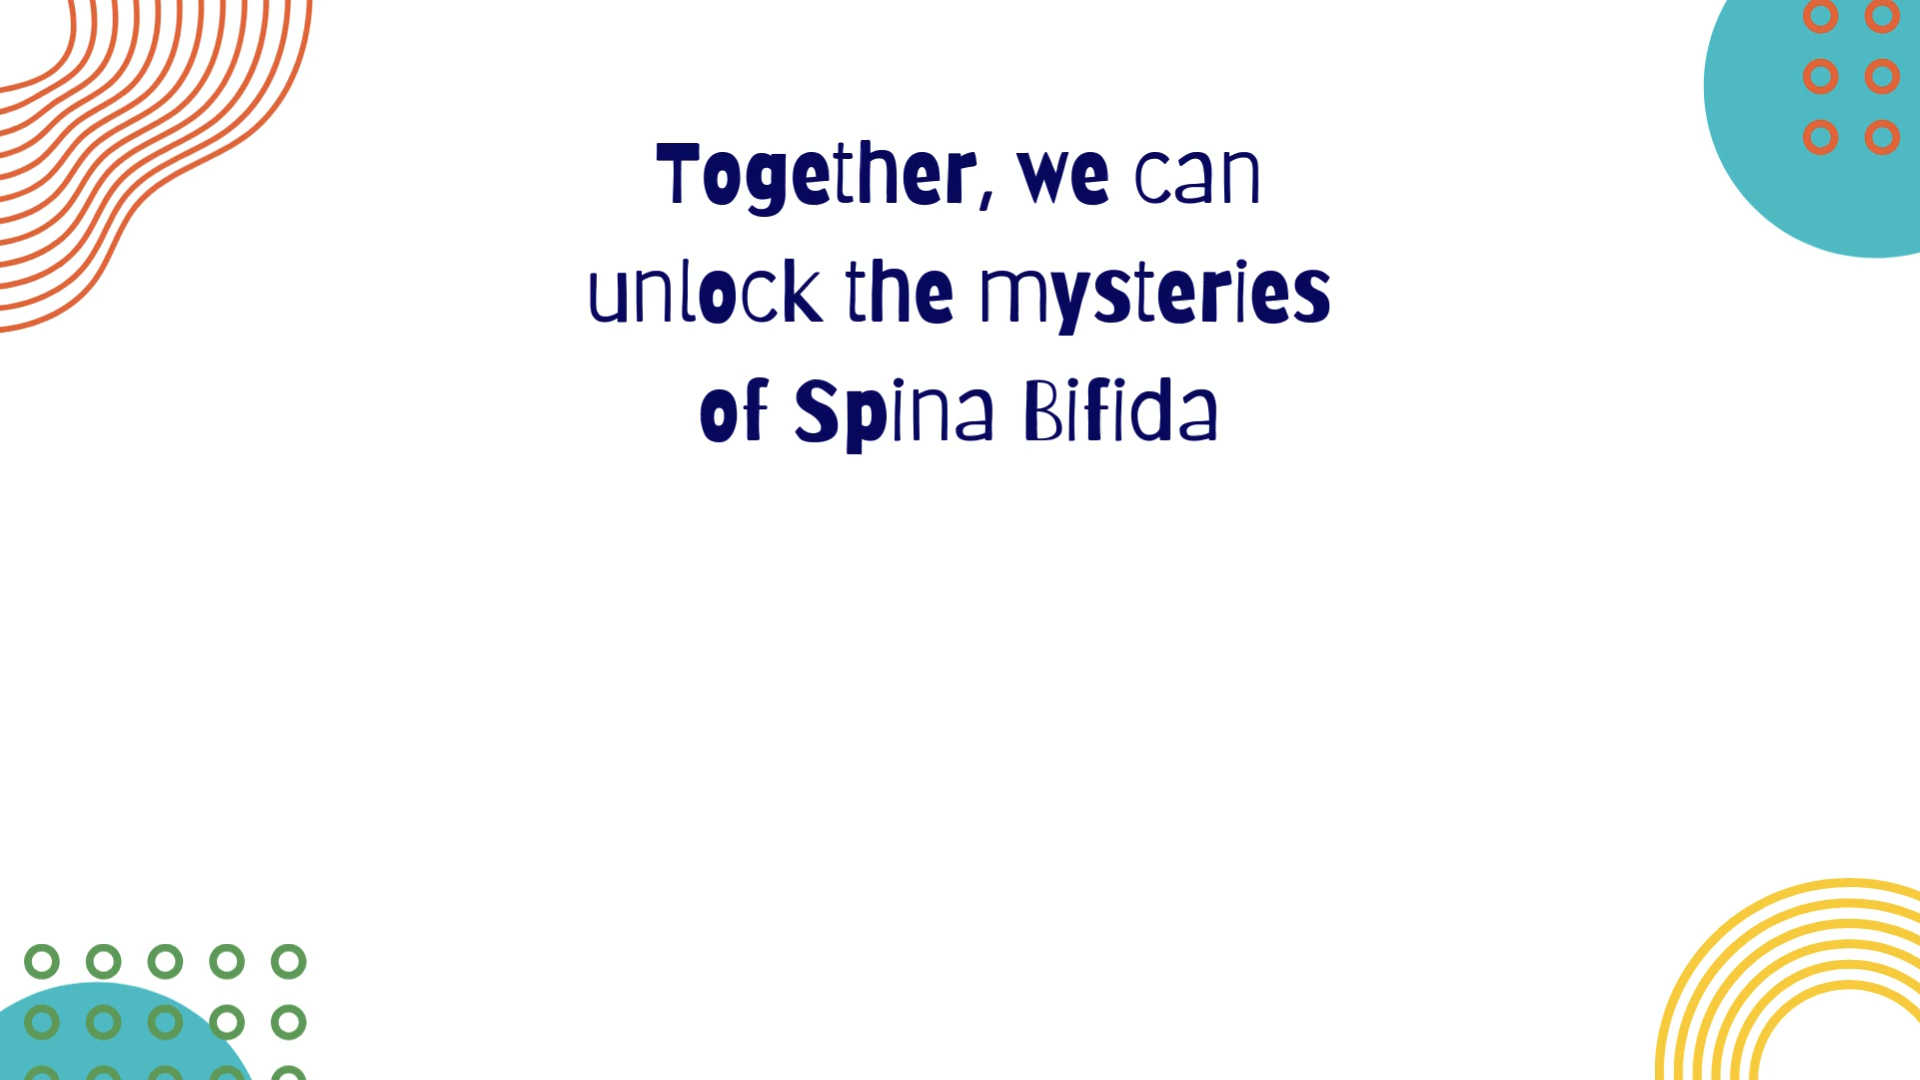 Together, we can
unlock the mysteries
of Spina Bifida